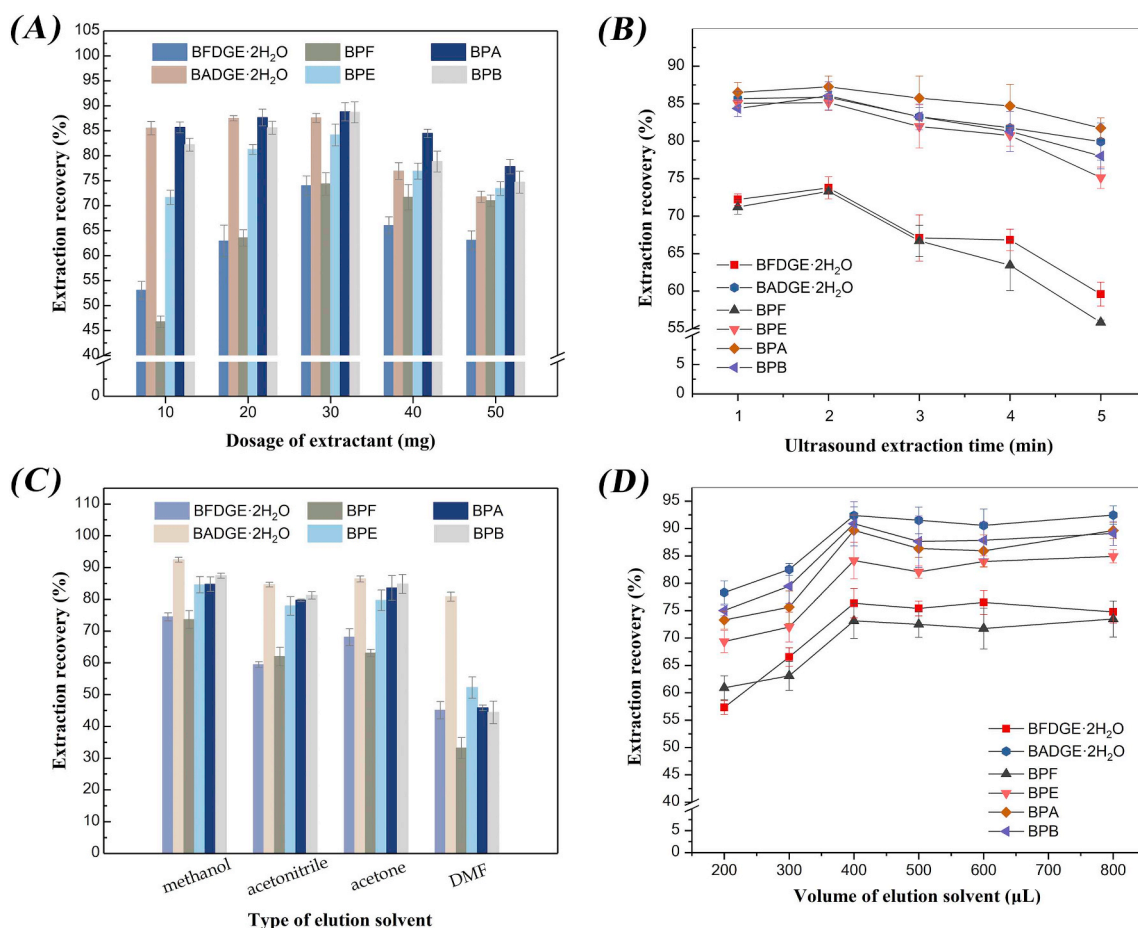 (A)
105
100
95
90
85
80
75
70
65
60
55
50
45
40
0
Extraction recovery (%)
BFDGE·2H₂O BPF BPA
BADGE·2H₂O BPE BPB
10 20 30 40 50
Dosage of extractant (mg)
(B)
90
85
80
75
70
65
60
55
5
0
Extraction recovery (%)
BFDGE·2H₂O
BADGE·2H₂O
BPF
BPE
BPA
BPB
1 2 3 4 5
Ultrasound extraction time (min)
(C)
110
100
90
80
70
60
50
40
30
20
10
0
Extraction recovery (%)
BFDGE·2H₂O BPF BPA
BADGE·2H₂O BPE BPB
methanol acetonitrile acetone DMF
Type of elution solvent
(D)
95
90
85
80
75
70
65
60
55
50
45
40
5
0
Extraction recovery (%)
BFDGE·2H₂O
BADGE·2H₂O
BPF
BPE
BPA
BPB
200 300 400 500 600 700 800
Volume of elution solvent (μL)